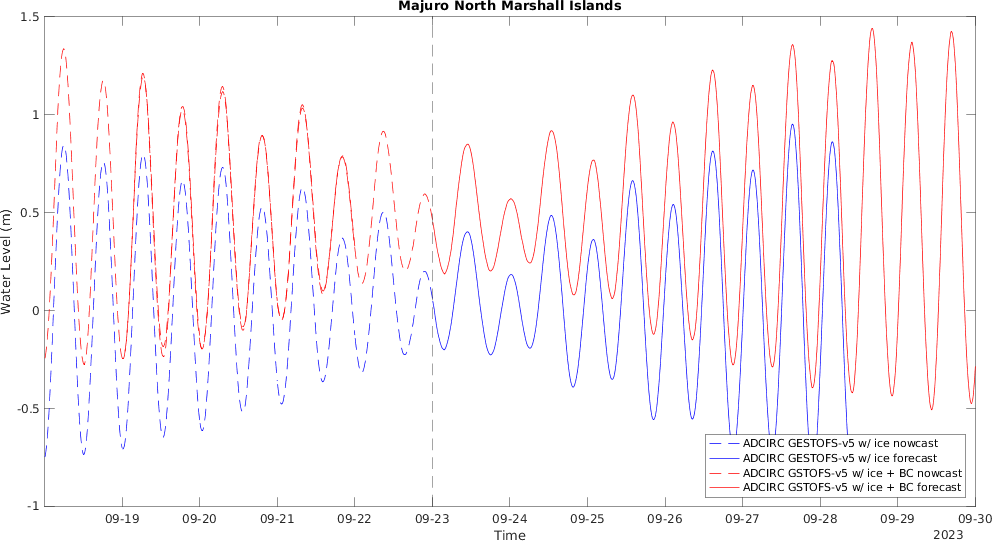 Majuro North Marshall Islands
1.5
1
0.5
0
-0.5
-1
Water Level (m)
09-19 09-20 09-21 09-22 09-23 09-24 09-25 09-26 09-27 09-28 09-29 09-30
Time
2023
ADCIRC GESTOFS-v5 w/ ice nowcast
ADCIRC GESTOFS-v5 w/ ice forecast
ADCIRC GSTOFS-v5 w/ ice + BC nowcast
ADCIRC GSTOFS-v5 w/ ice + BC forecast